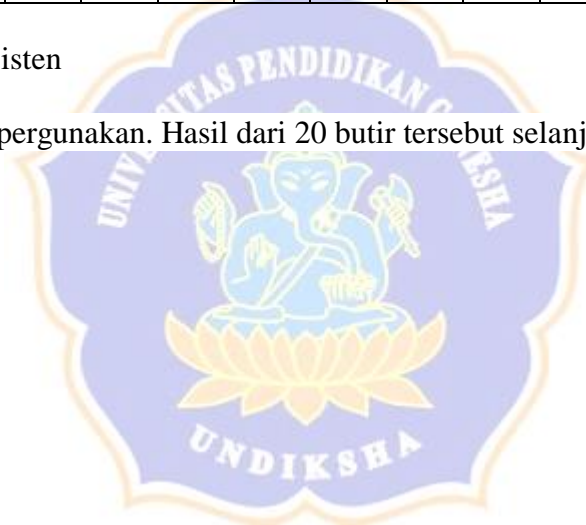 isten
UNIVERSITAS PENDIDIKAN GANESHA
pergunakan. Hasil dari 20 butir tersebut selanj
UNDIKSHA